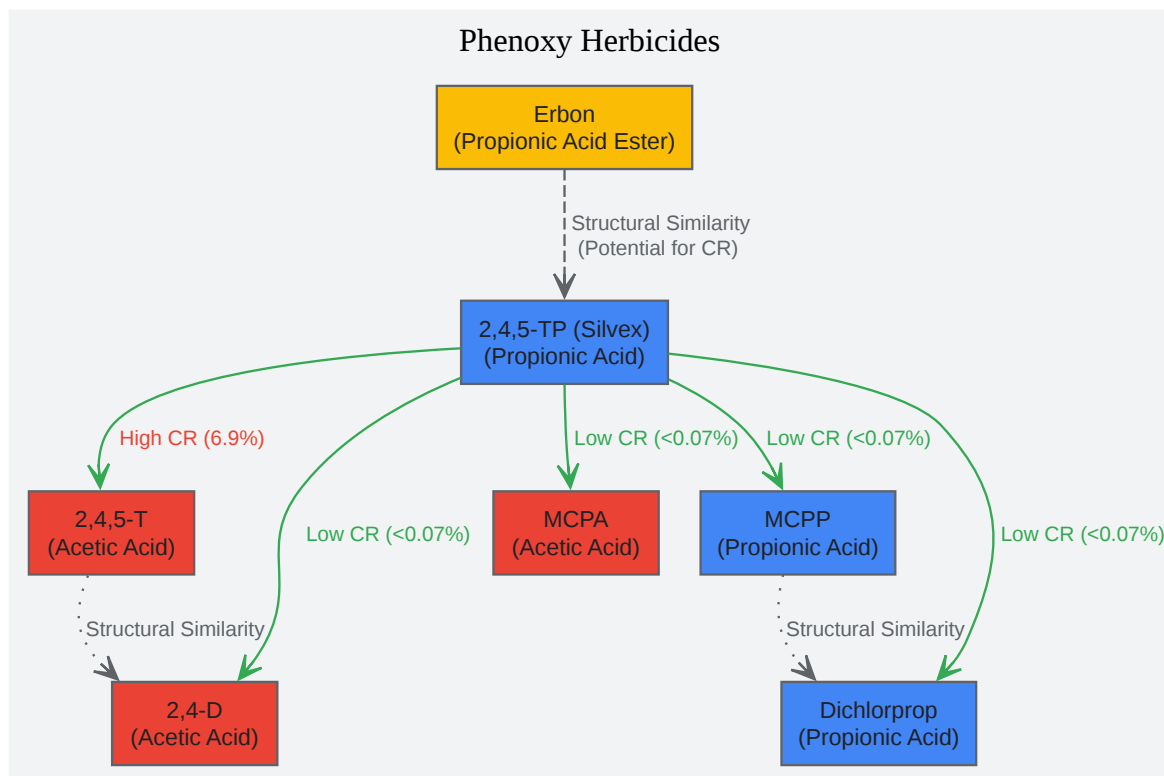 Phenoxy Herbicides
Erbon
(Propionic Acid Ester)
Structural Similarity
(Potential for CR)
2,4,5-TP (Silvex)
(Propionic Acid)
High CR (6.9%)
Low CR (<0.07%)
Low CR (<0.07%)
2,4,5-T
(Acetic Acid)
Low CR (<0.07%)
MCPA
(Acetic Acid)
MCPP
(Propionic Acid)
Low CR (<0.07%)
Structural Similarity
Structural Similarity
2,4-D
(Acetic Acid)
Dichlorprop
(Propionic Acid)